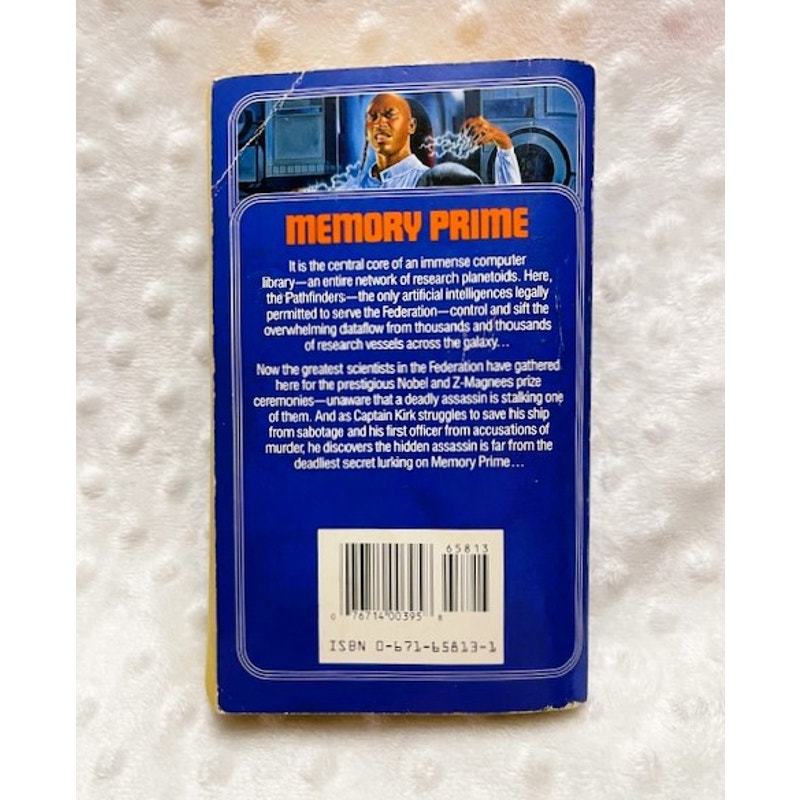 MEMORY PRIME
It is the central core of an immense computer
library—an entire network of research planetoids. Here,
the Pathfinders—the only artificial intelligences legally
permitted to serve the Federation—control and sift the
overwhelming dataflow from thousands and thousands
of research vessels across the galaxy...
Now the greatest scientists in the Federation have gathered
here for the prestigious Nobel and Z-Magnees prize
ceremonies—unaware that a deadly assassin is stalking one
of them. And as Captain Kirk struggles to save his ship
from sabotage and his first officer from accusations of
murder, he discovers the hidden assassin is far from the
deadliest secret lurking on Memory Prime...
65813
0 76714 00395 8
ISBN 0-671-65813-1